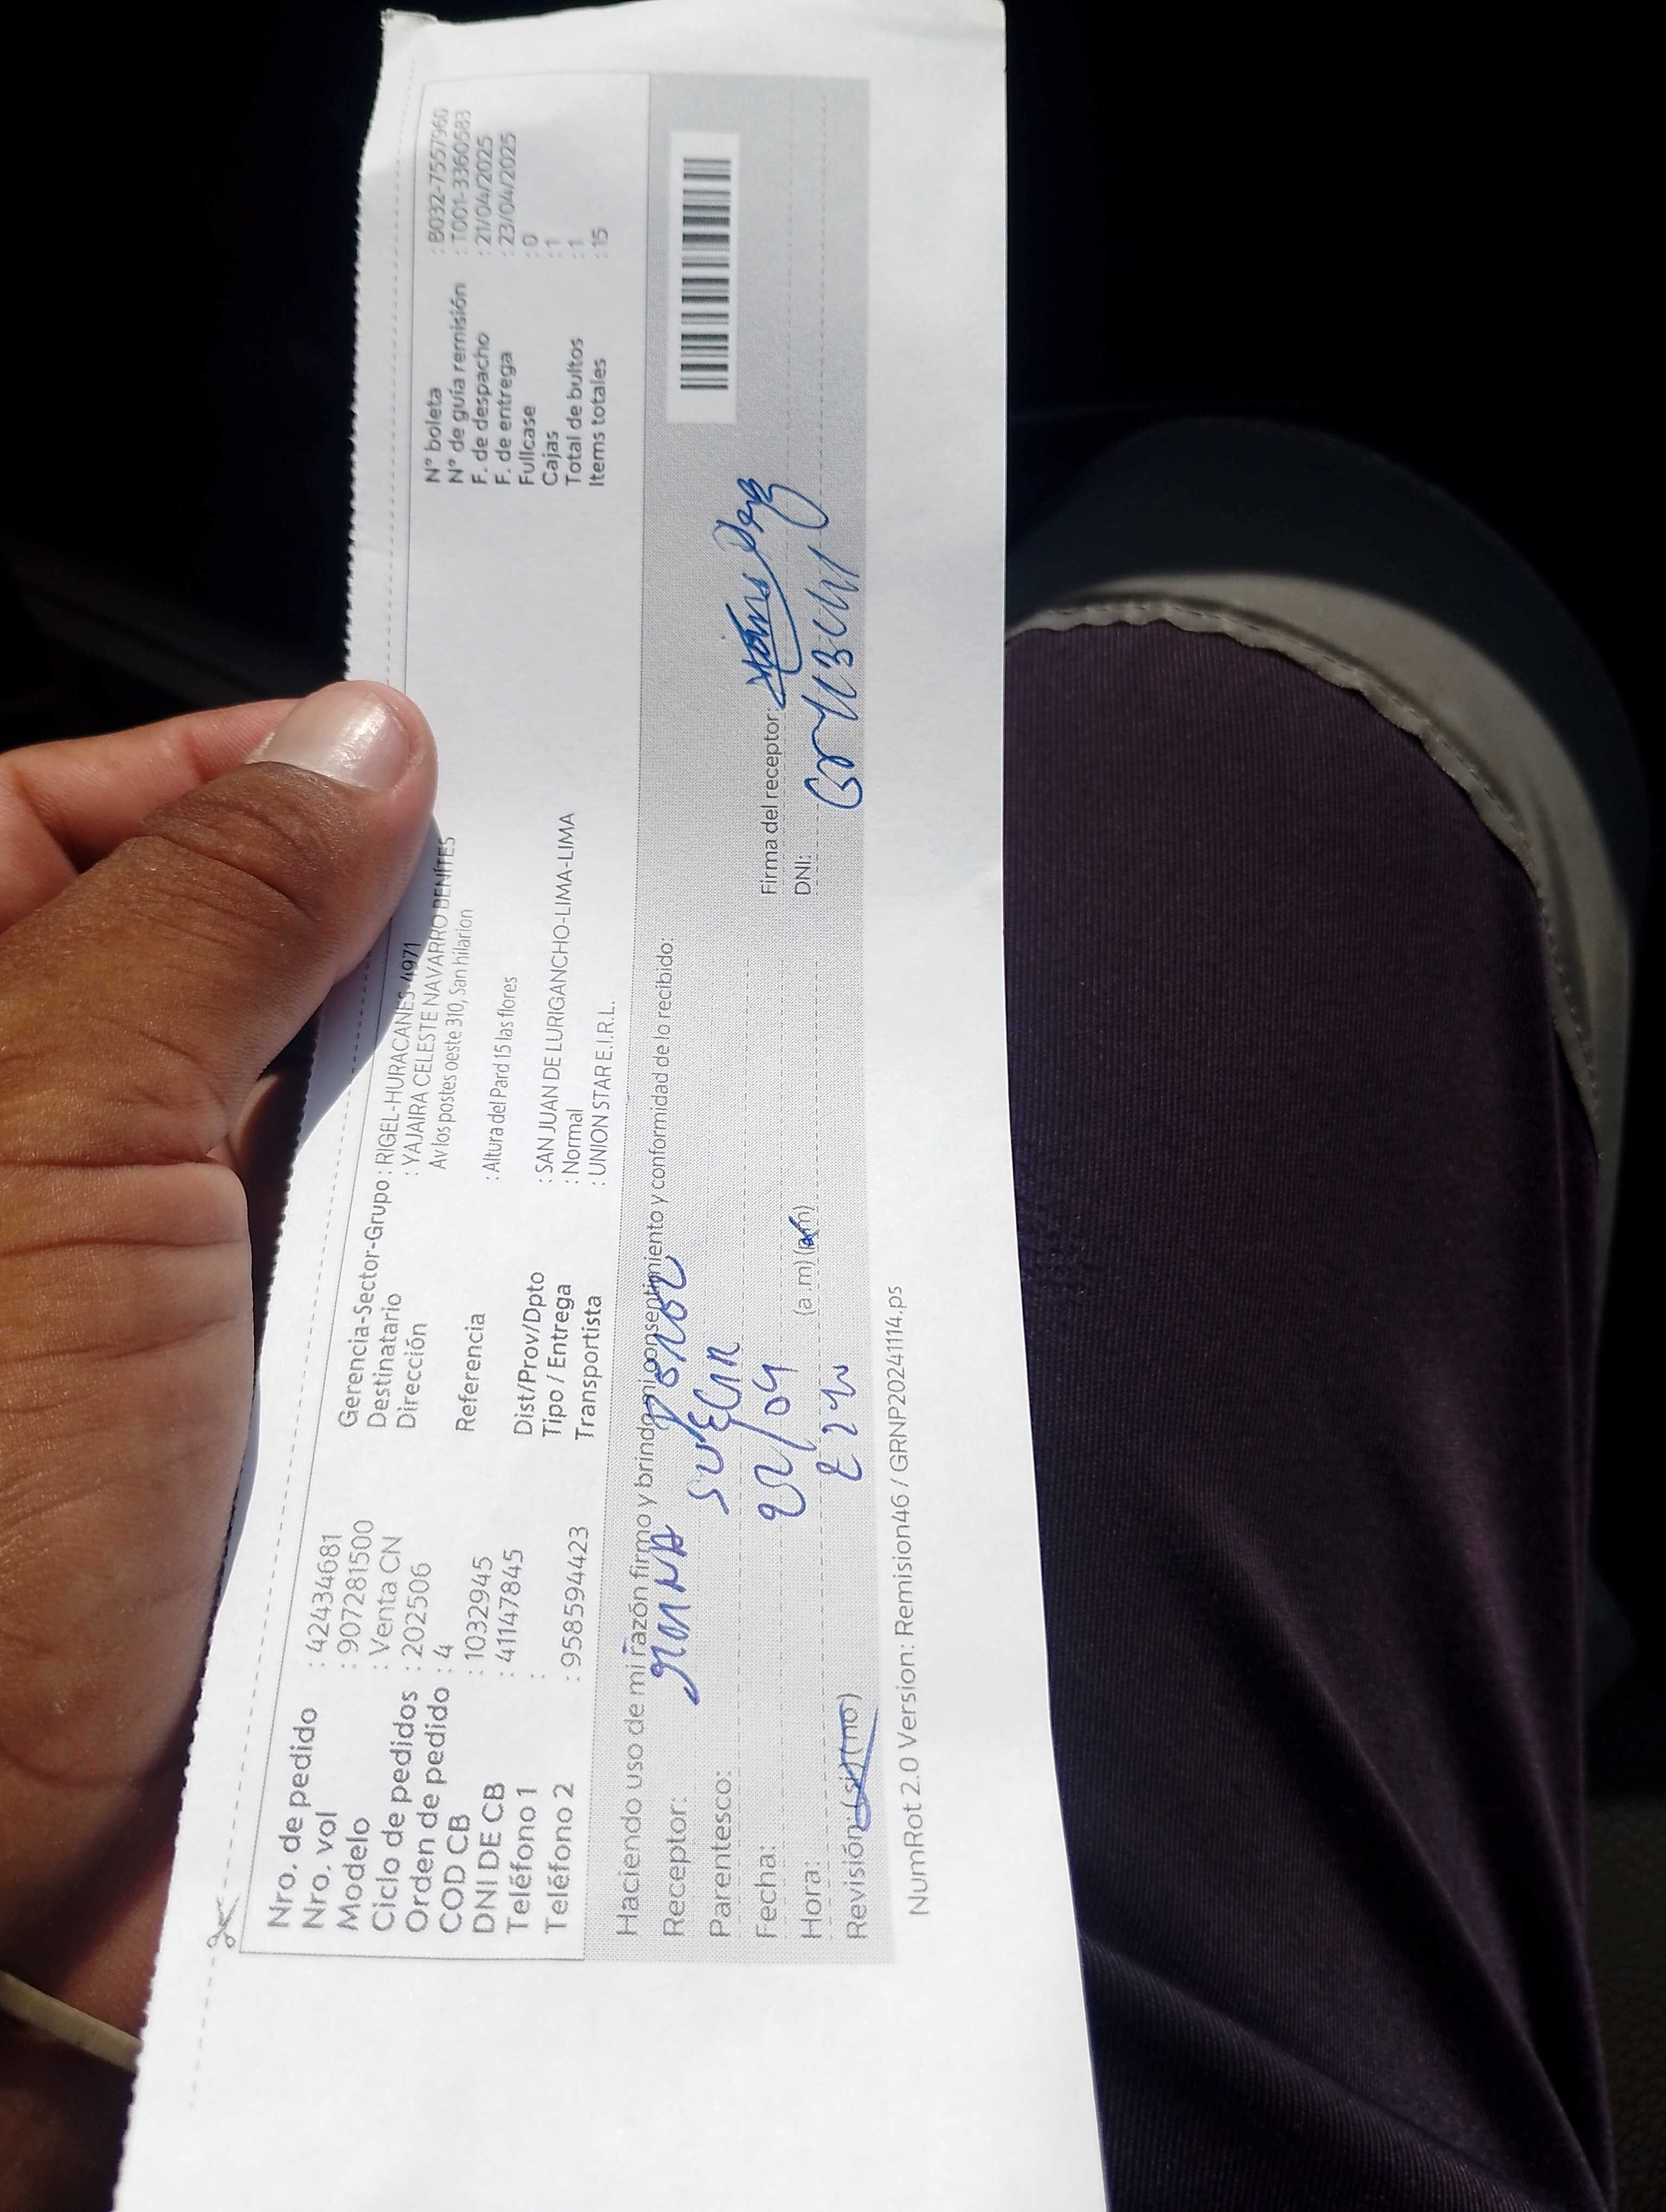 Nro. de pedido : 42434681
Nro. vol : 907281500
Modelo : Venta CN
Ciclo de pedidos : 202506
Orden de pedido : 4
COD CB : 1032945
DNI DE CB : 41147845
Teléfono 1 :
Teléfono 2 : 958594423
Gerencia-Sector-Grupo : RIGEL-HURACANES-4971
Destinatario : YAJAIRA CELESTE NAVARRO BENITES
Dirección Av los postes oeste 310, San hilarion
Referencia : Altura del Pard 15 las flores
Dist/Prov/Dpto : SAN JUAN DE LURIGANCHO-LIMA-LIMA
Tipo / Entrega : Normal
Transportista : UNION STAR E.I.R.L.
N° boleta : B032-7557960
N° de guía remisión : T001-3360583
F. de despacho : 21/04/2025
F. de entrega : 23/04/2025
Fullcase : 0
Cajas : 1
Total de bultos : 1
Items totales : 15
Haciendo uso de mi razón firmo y brindo mi consentimiento y conformidad de lo recibido:
Receptor:
Parentesco:
Fecha: 22/04
Hora: (a.m) (p.m)
Revisión: (si) (no)
Firma del receptor:
DNI:
NumRot 2.0 Version: Remision46 / GRNP20241114.ps